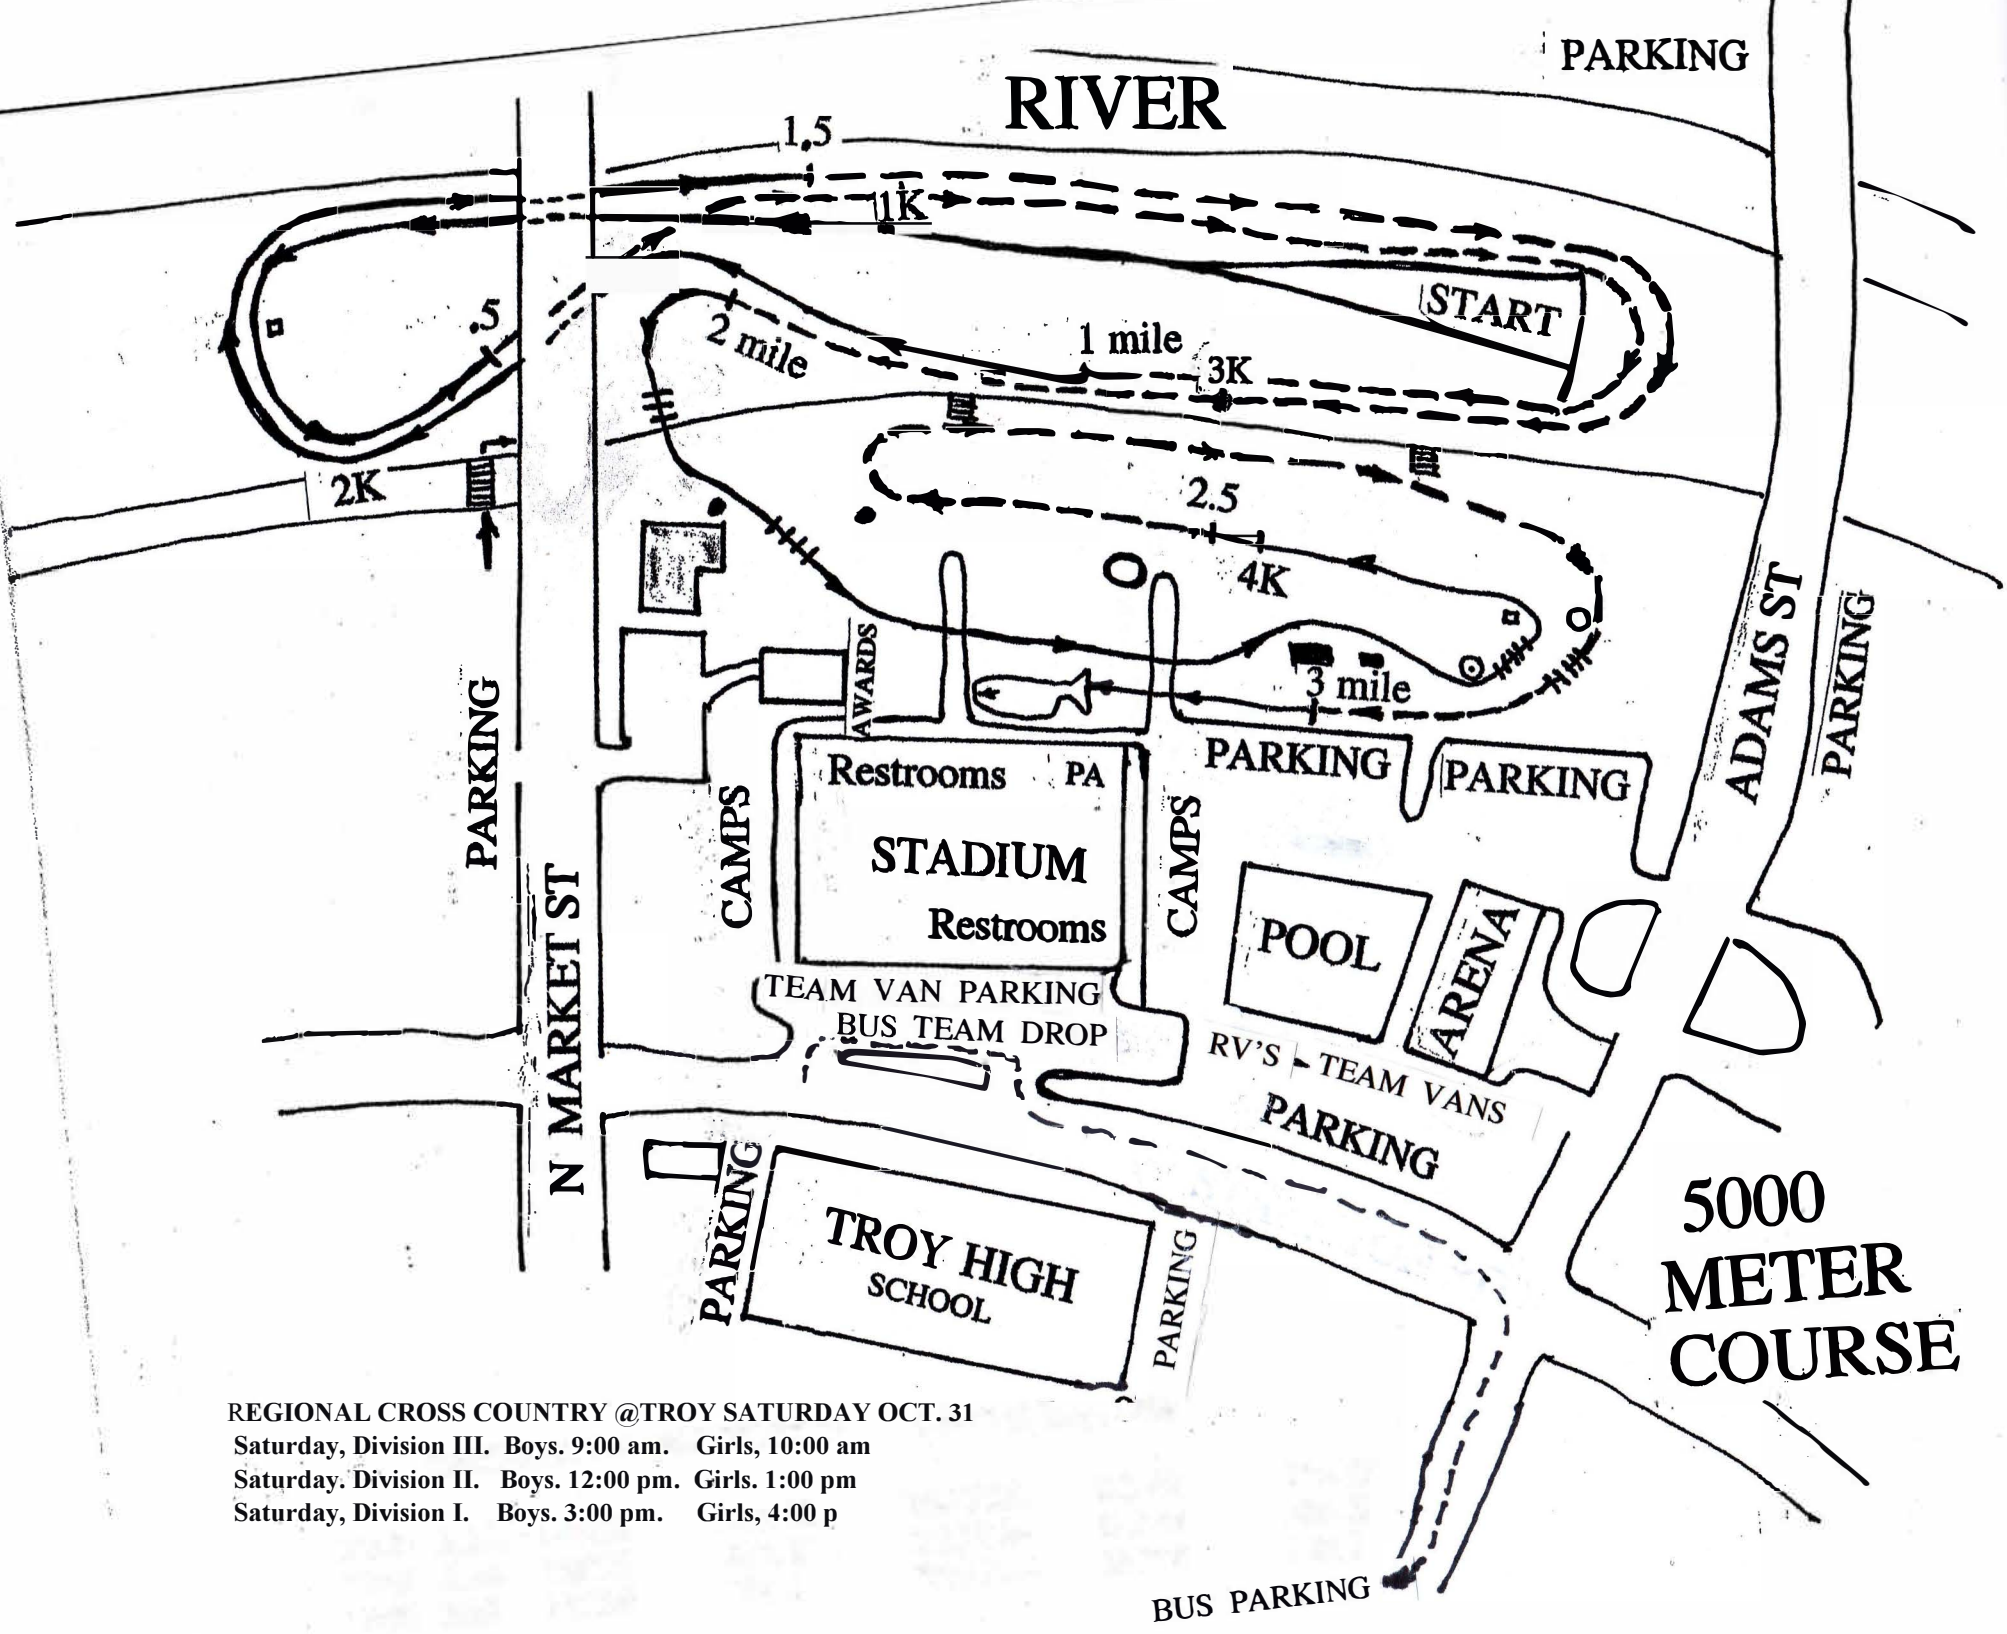 PARKING
RIVER
1.5
1K
START
.5
2 mile
1 mile
3K
2K
2.5
4K
ADAMS ST
PARKING
AWARDS
3 mile
PARKING
PARKING
PARKING
Restrooms PA
CAMPS
STADIUM
CAMPS
Restrooms
POOL
ARENA
N MARKET ST
TEAM VAN PARKING
BUS TEAM DROP
RV'S - TEAM VANS
PARKING
PARKING
TROY HIGH
SCHOOL
PARKING
5000
METER
COURSE
REGIONAL CROSS COUNTRY @TROY SATURDAY OCT. 31
Saturday, Division III. Boys. 9:00 am. Girls, 10:00 am
Saturday. Division II. Boys. 12:00 pm. Girls. 1:00 pm
Saturday, Division I. Boys. 3:00 pm. Girls, 4:00 p
BUS PARKING